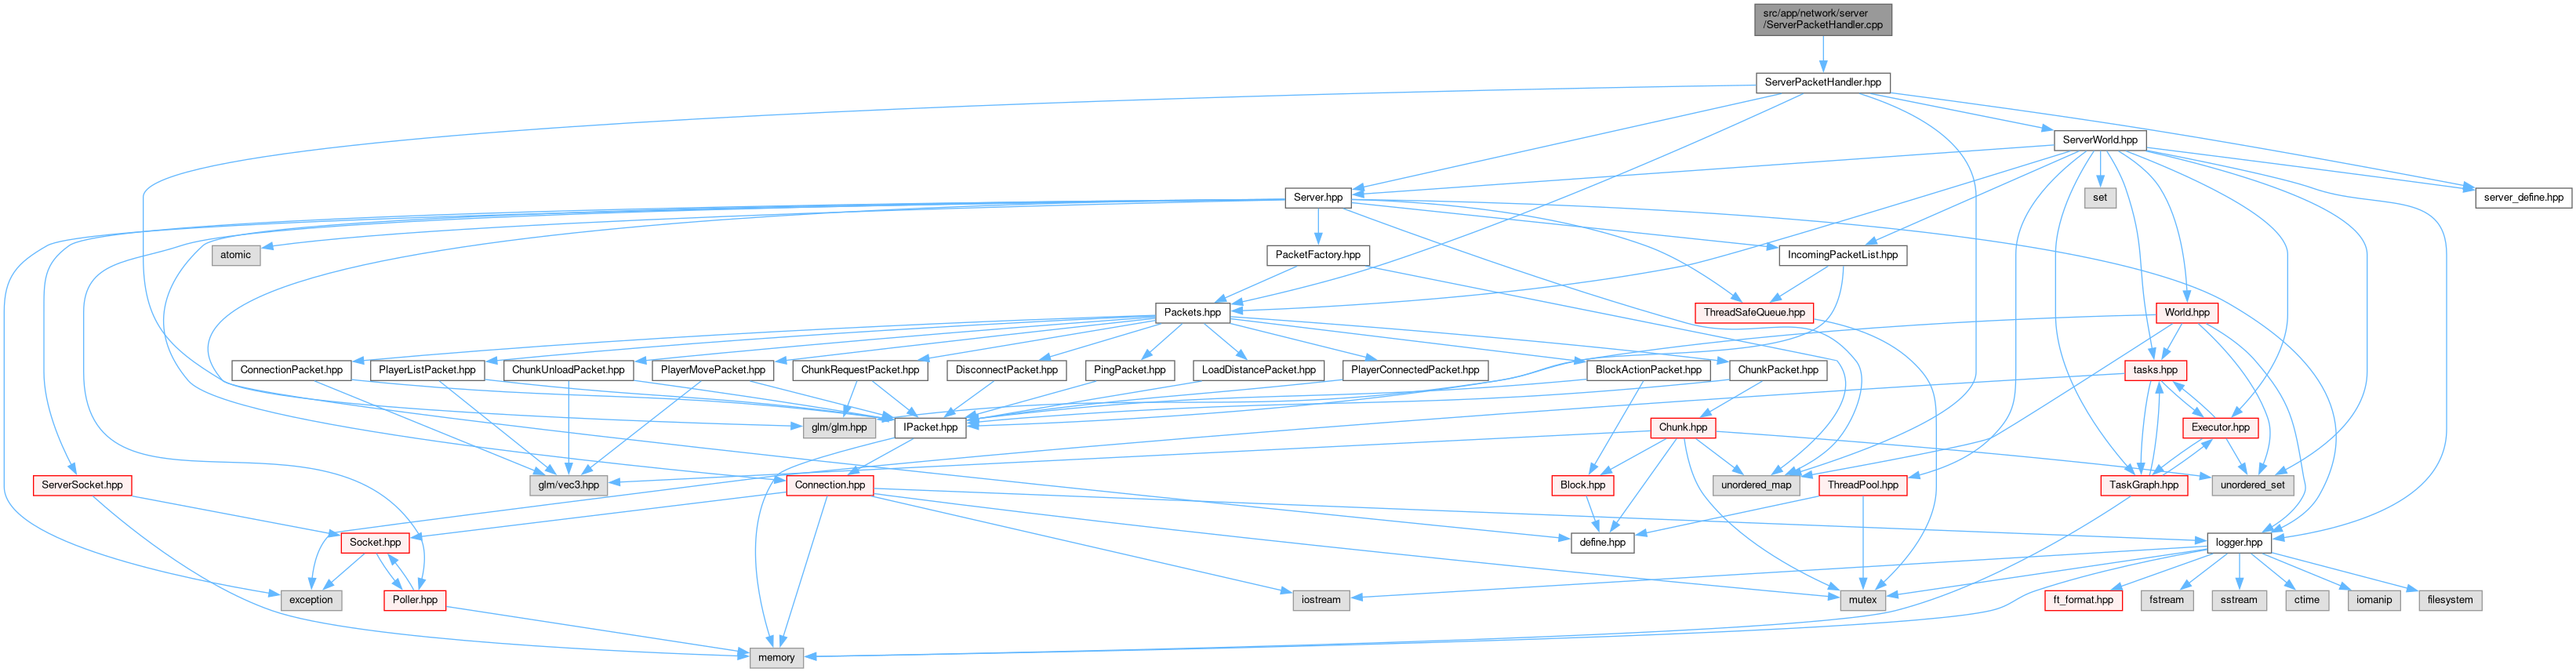 src/app/network/server
/ServerPacketHandler.cpp
ServerPacketHandler.hpp
ServerWorld.hpp
Server.hpp
set
server_define.hpp
atomic
PacketFactory.hpp
IncomingPacketList.hpp
Packets.hpp
ThreadSafeQueue.hpp
World.hpp
ConnectionPacket.hpp
PlayerListPacket.hpp
ChunkUnloadPacket.hpp
PlayerMovePacket.hpp
ChunkRequestPacket.hpp
DisconnectPacket.hpp
PingPacket.hpp
LoadDistancePacket.hpp
PlayerConnectedPacket.hpp
BlockActionPacket.hpp
ChunkPacket.hpp
tasks.hpp
glm/glm.hpp
IPacket.hpp
Chunk.hpp
Executor.hpp
ServerSocket.hpp
glm/vec3.hpp
Connection.hpp
Block.hpp
unordered_map
ThreadPool.hpp
TaskGraph.hpp
unordered_set
Socket.hpp
define.hpp
logger.hpp
exception
Poller.hpp
iostream
mutex
ft_format.hpp
fstream
sstream
ctime
iomanip
filesystem
memory